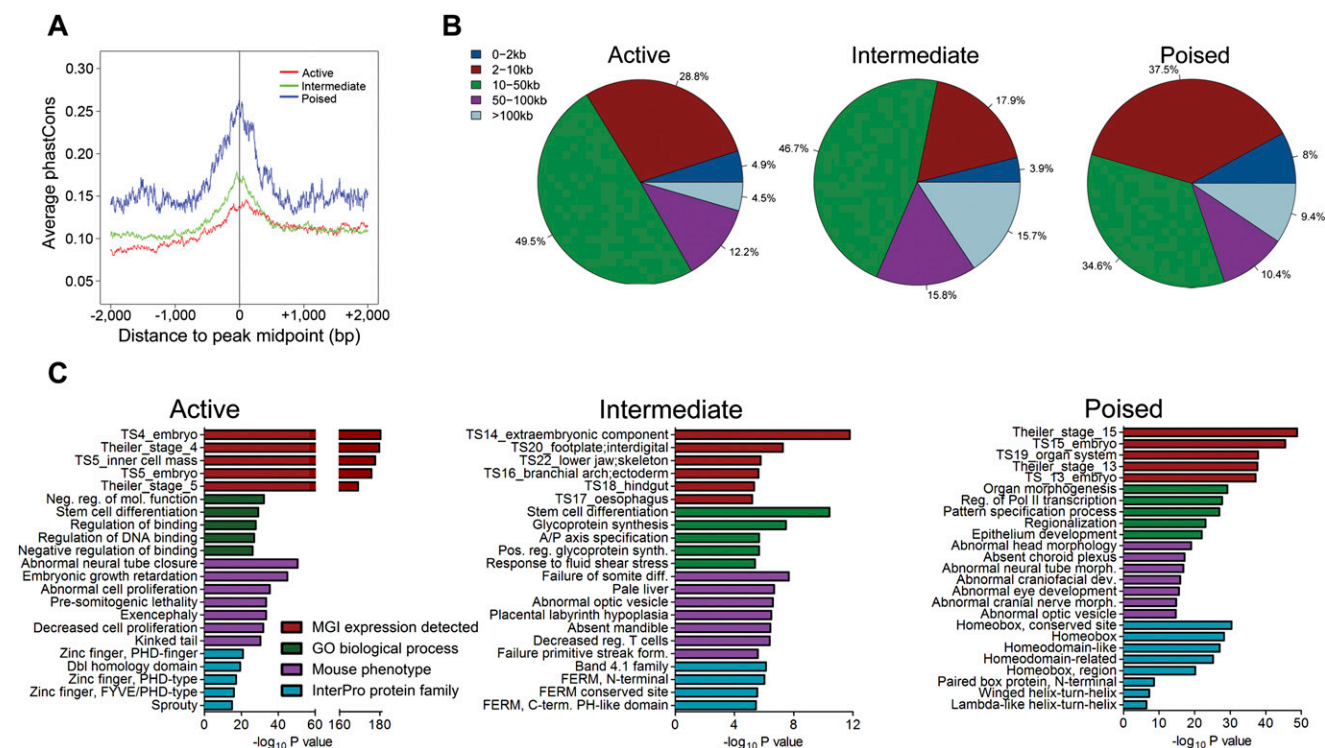 A
0.30
0.25
0.20
0.15
0.10
0.05
Average phastCons
Active
Intermediate
Poised
-2,000
-1,000
0
+1,000
+2,000
Distance to peak midpoint (bp)
B
0-2kb
2-10kb
10-50kb
50-100kb
>100kb
Active
28.8%
4.9%
4.5%
12.2%
49.5%
Intermediate
17.9%
3.9%
15.7%
15.8%
46.7%
Poised
37.5%
8%
9.4%
10.4%
34.6%
C
Active
TS4_embryo
Theiler_stage_4
TS5_inner cell mass
TS5_embryo
Theiler_stage_5
Neg. reg. of mol. function
Stem cell differentiation
Regulation of binding
Regulation of DNA binding
Negative regulation of binding
Abnormal neural tube closure
Embryonic growth retardation
Abnormal cell proliferation
Pre-somitogenic lethality
Exencephaly
Decreased cell proliferation
Kinked tail
Zinc finger, PHD-finger
Dbl homology domain
Zinc finger, PHD-type
Zinc finger, FYVE/PHD-type
Sprouty
0 20 40 60 160 180
-log10 P value
MGI expression detected
GO biological process
Mouse phenotype
InterPro protein family
Intermediate
TS14_extraembryonic component
TS20_footplate;interdigital
TS22_lower jaw;skeleton
TS16_branchial arch;ectoderm
TS18_hindgut
TS17_oesophagus
Stem cell differentiation
Glycoprotein synthesis
A/P axis specification
Pos. reg. glycoprotein synth.
Response to fluid shear stress
Failure of somite diff.
Pale liver
Abnormal optic vesicle
Placental labyrinth hypoplasia
Absent mandible
Decreased reg. T cells
Failure primitive streak form.
Band 4.1 family
FERM, N-terminal
FERM conserved site
FERM, C-term. PH-like domain
0 4 8 12
-log10 P value
Poised
Theiler_stage_15
TS15_embryo
TS19_organ system
Theiler_stage_13
TS_13_embryo
Organ morphogenesis
Reg. of Pol II transcription
Pattern specification process
Regionalization
Epithelium development
Abnormal head morphology
Absent choroid plexus
Abnormal neural tube morph.
Abnormal craniofacial dev.
Abnormal eye development
Abnormal cranial nerve morph.
Abnormal optic vesicle
Homeobox, conserved site
Homeobox
Homeodomain-like
Homeodomain-related
Homeobox, region
Paired box protein, N-terminal
Winged helix-turn-helix
Lambda-like helix-turn-helix
0 10 20 30 40 50
-log10 P value